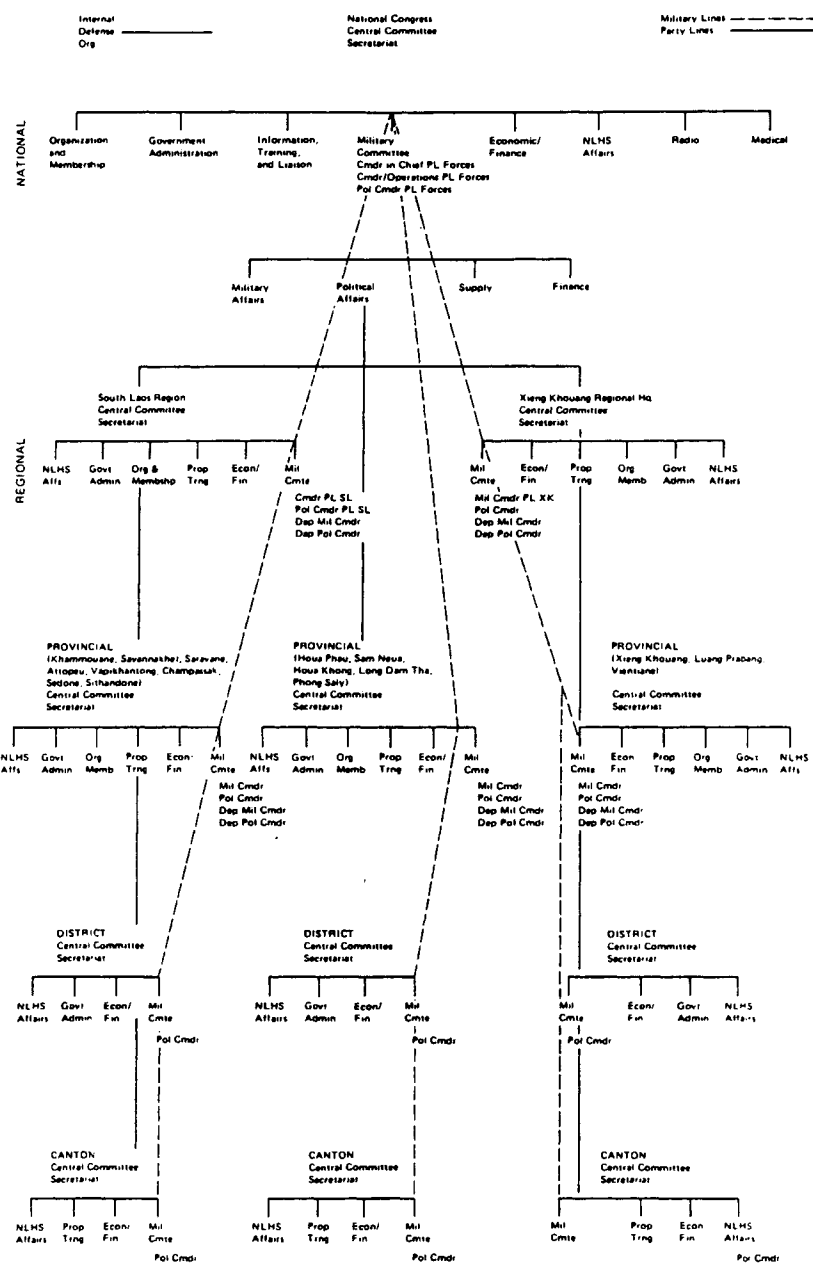 Internal
Defense
Org
National Congress
Central Committee
Secretariat
Military Lines
Party Lines
NATIONAL
Organization
and
Membership
Government
Administration
Information,
Training,
and Liaison
Military
Committee
Cmdr in Chief PL Forces
Cmdr/Operations PL Forces
Pol Cmdr PL Forces
Economic/
Finance
NLHS
Affairs
Radio
Medical
Military
Affairs
Political
Affairs
Supply
Finance
REGIONAL
South Laos Region
Central Committee
Secretariat
NLHS
Affs
Govt
Admin
Org &
Membshp
Prop
Trng
Econ/
Fin
Mil
Cmte
Cmdr PL SL
Pol Cmdr PL SL
Dep Mil Cmdr
Dep Pol Cmdr
Xieng Khouang Regional Hq
Central Committee
Secretariat
Mil
Cmte
Econ/
Fin
Prop
Trng
Org
Memb
Govt
Admin
NLHS
Affairs
Mil Cmdr PL XK
Pol Cmdr
Dep Mil Cmdr
Dep Pol Cmdr
PROVINCIAL
(Khammouane, Savannakhet, Saravane,
Attopeu, Vapikhantong, Champassak,
Sedone, Sithandone)
Central Committee
Secretariat
NLHS
Affs
Govt
Admin
Org
Memb
Prop
Trng
Econ/
Fin
Mil
Cmte
Mil Cmdr
Pol Cmdr
Dep Mil Cmdr
Dep Pol Cmdr
PROVINCIAL
(Houa Phau, Sam Neua,
Houa Khong, Long Dam Tha,
Phong Saly)
Central Committee
Secretariat
NLHS
Affs
Govt
Admin
Org
Memb
Prop
Trng
Econ/
Fin
Mil
Cmte
Mil Cmdr
Pol Cmdr
Dep Mil Cmdr
Dep Pol Cmdr
PROVINCIAL
(Xieng Khouang, Luang Prabang,
Vientiane)
Central Committee
Secretariat
Mil
Cmte
Econ
Fin
Prop
Trng
Org
Memb
Govt
Admin
NLHS
Affs
Mil Cmdr
Pol Cmdr
Dep Mil Cmdr
Dep Pol Cmdr
DISTRICT
Central Committee
Secretariat
NLHS
Affairs
Govt
Admin
Econ/
Fin
Mil
Cmte
Pol Cmdr
DISTRICT
Central Committee
Secretariat
NLHS
Affairs
Govt
Admin
Econ/
Fin
Mil
Cmte
Pol Cmdr
DISTRICT
Central Committee
Secretariat
Mil
Cmte
Econ/
Fin
Govt
Admin
NLHS
Affairs
Pol Cmdr
CANTON
Central Committee
Secretariat
NLHS
Affairs
Prop
Trng
Econ/
Fin
Mil
Cmte
Pol Cmdr
CANTON
Central Committee
Secretariat
NLHS
Affairs
Prop
Trng
Econ/
Fin
Mil
Cmte
Pol Cmdr
CANTON
Central Committee
Secretariat
Mil
Cmte
Prop
Trng
Econ
Fin
NLHS
Affairs
Pol Cmdr